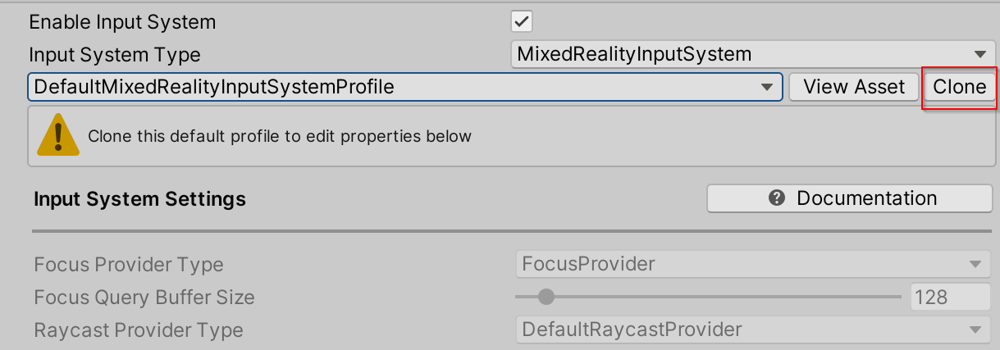 Enable Input System
Input System Type MixedRealityInputSystem
DefaultMixedRealityInputSystemProfile View Asset Clone
Clone this default profile to edit properties below
Input System Settings Documentation
Focus Provider Type FocusProvider
Focus Query Buffer Size 128
Raycast Provider Type DefaultRaycastProvider